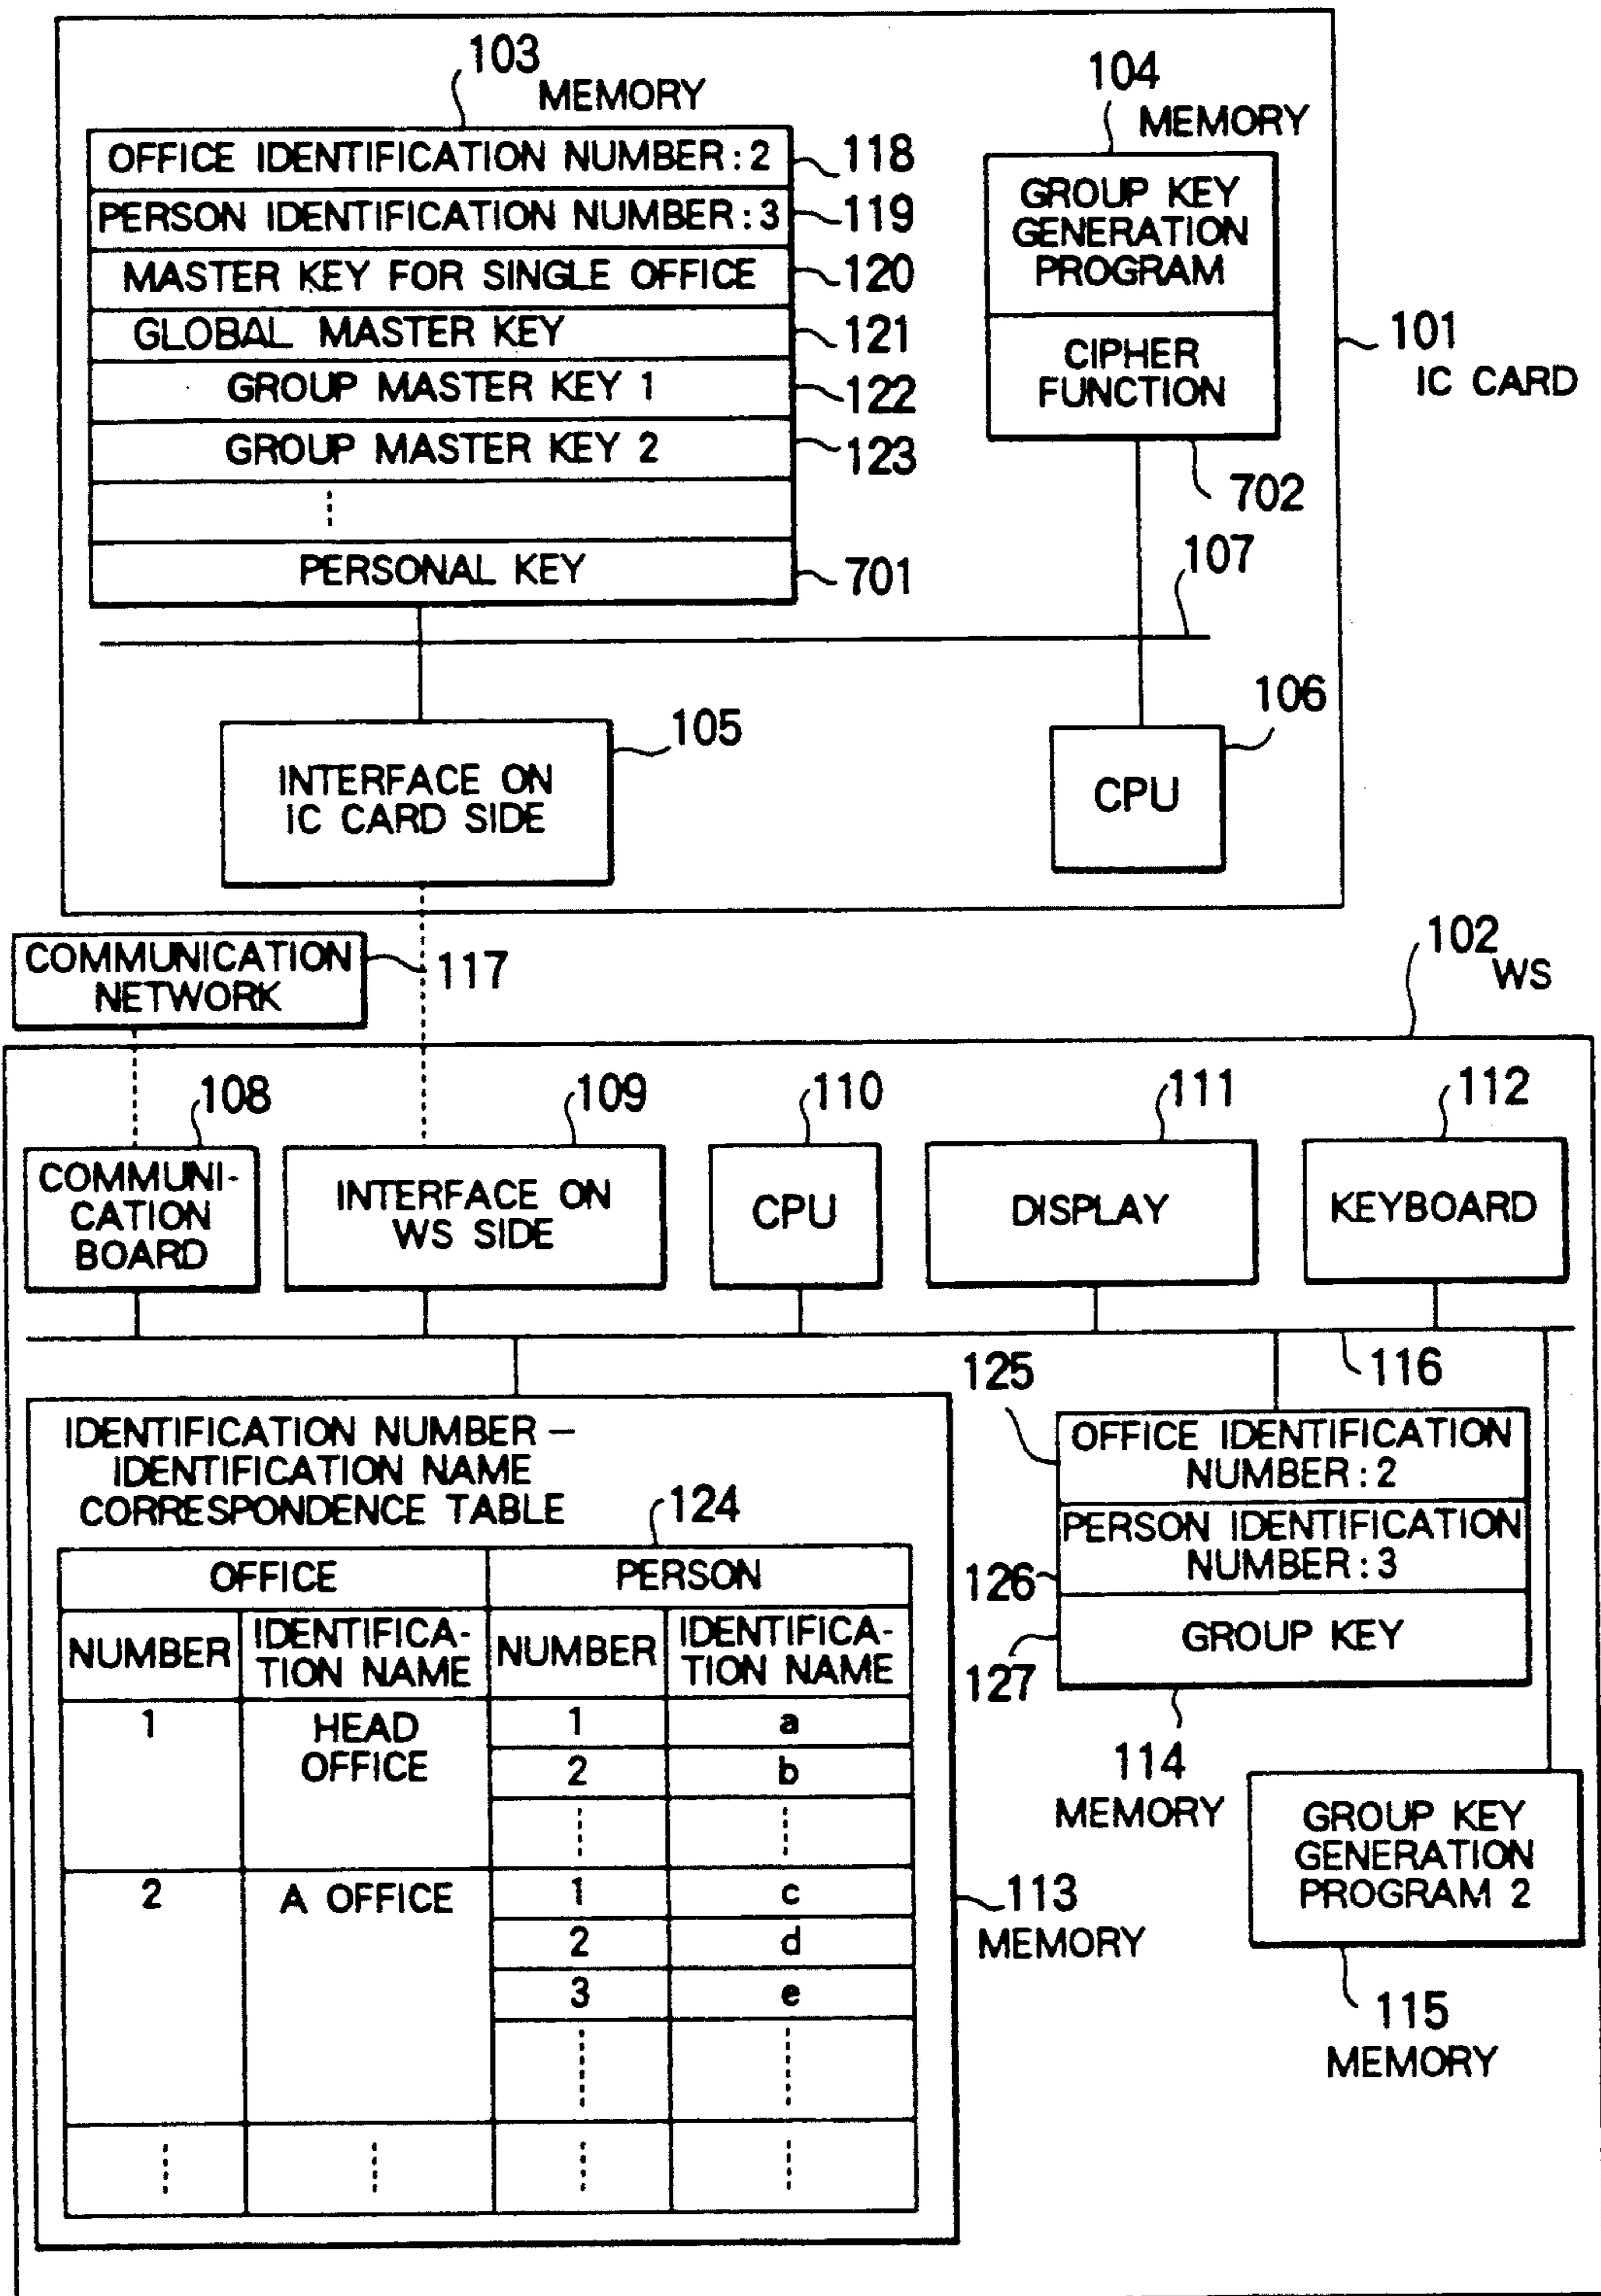 103
MEMORY
OFFICE IDENTIFICATION NUMBER : 2
118
PERSON IDENTIFICATION NUMBER : 3
119
MASTER KEY FOR SINGLE OFFICE
120
GLOBAL MASTER KEY
121
GROUP MASTER KEY 1
122
GROUP MASTER KEY 2
123
PERSONAL KEY
701
104
MEMORY
GROUP KEY
GENERATION
PROGRAM
CIPHER
FUNCTION
702
101
IC CARD
107
105
INTERFACE ON
IC CARD SIDE
106
CPU
COMMUNICATION
NETWORK
117
102
WS
108
COMMUNI-
CATION
BOARD
109
INTERFACE ON
WS SIDE
110
CPU
111
DISPLAY
112
KEYBOARD
116
IDENTIFICATION NUMBER –
IDENTIFICATION NAME
CORRESPONDENCE TABLE
124
OFFICE PERSON
NUMBER IDENTIFICA-
TION NAME NUMBER IDENTIFICA-
TION NAME
1 HEAD
OFFICE 1 a
2 b
2 A OFFICE 1 c
2 d
3 e
113
MEMORY
125
OFFICE IDENTIFICATION
NUMBER : 2
126
PERSON IDENTIFICATION
NUMBER : 3
127
GROUP KEY
114
MEMORY
GROUP KEY
GENERATION
PROGRAM 2
115
MEMORY